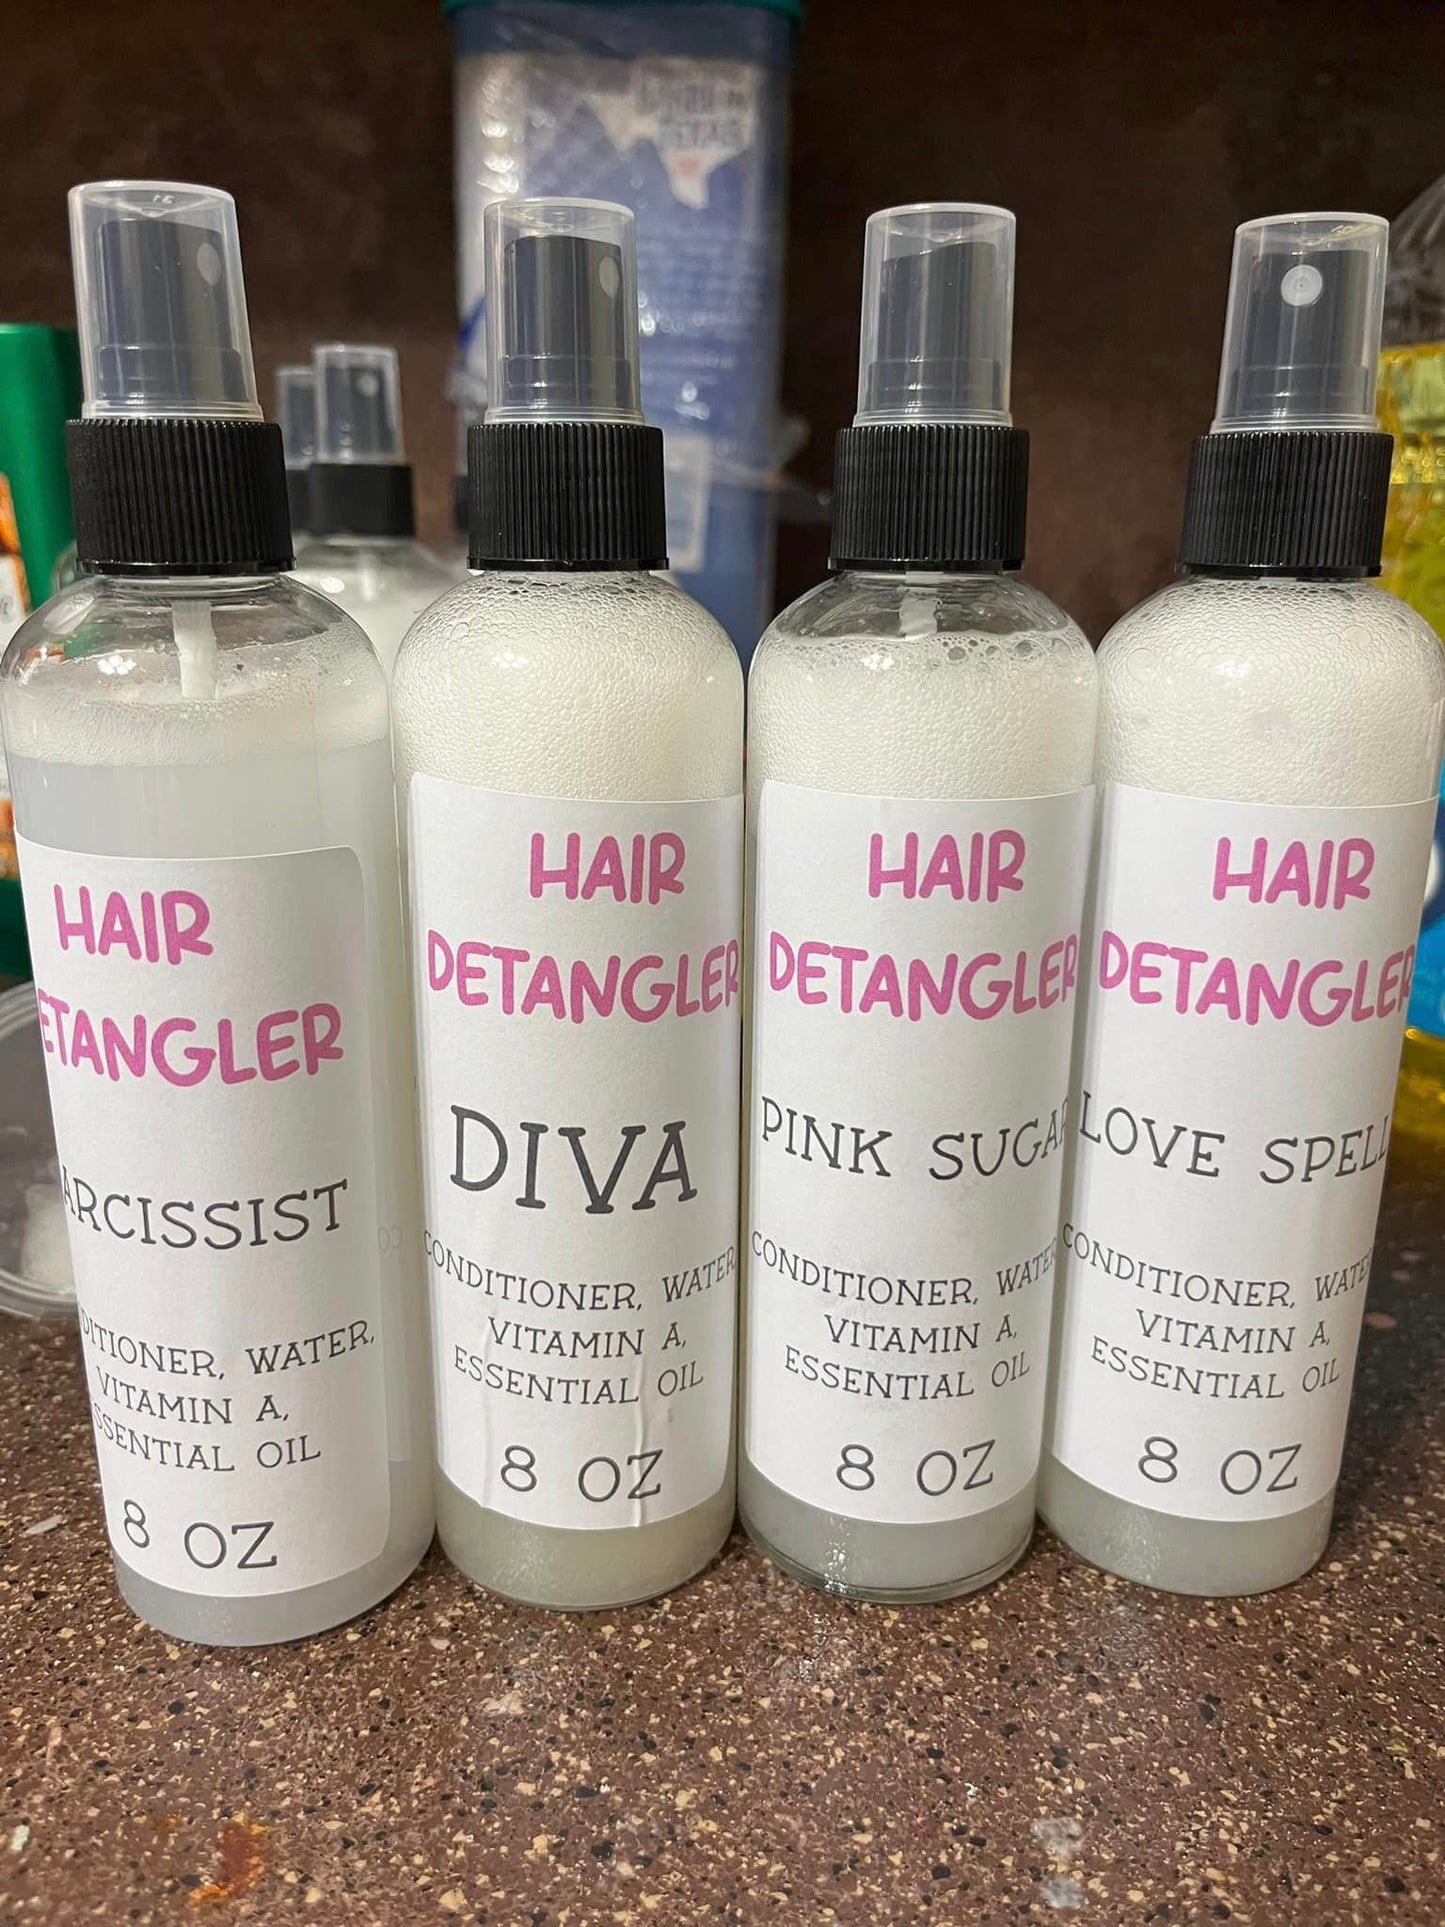 HAIR
ETANGLER
ARCISSIST
DITIONER, WATER,
VITAMIN A,
SSENTIAL OIL
8 OZ
HAIR
DETANGLER
DIVA
CONDITIONER, WATER,
VITAMIN A,
ESSENTIAL OIL
8 OZ
HAIR
DETANGLER
PINK SUGAR
CONDITIONER, WATER
VITAMIN A,
ESSENTIAL OIL
8 OZ
HAIR
DETANGLER
LOVE SPELL
CONDITIONER, WATER
VITAMIN A,
ESSENTIAL OIL
8 OZ